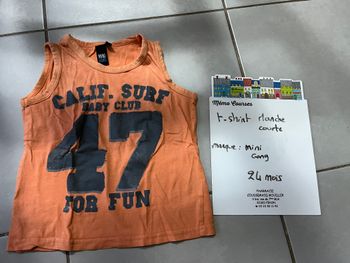 CALIF. SURF
BABY CLUB
47
FOR FUN
Mémo Courses
t-shirt manche
courte
marque : mini
Gang
24 mois
PHARMACIE